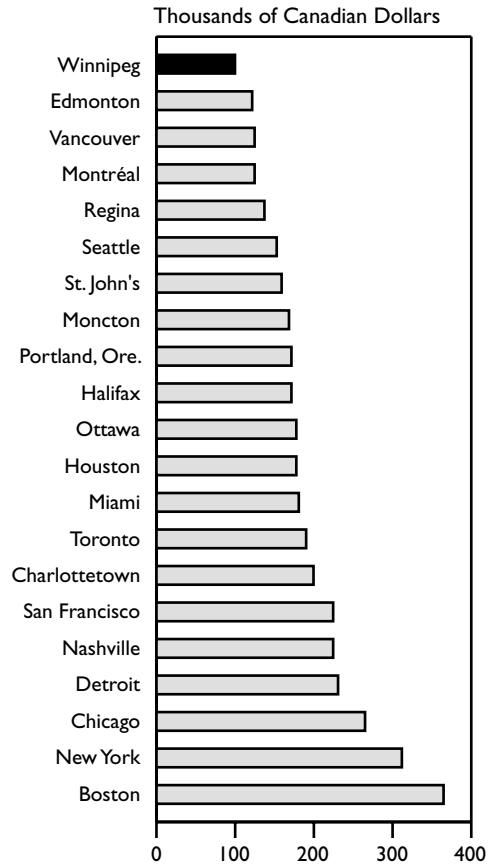 Thousands of Canadian Dollars
Winnipeg
Edmonton
Vancouver
Montréal
Regina
Seattle
St. John's
Moncton
Portland, Ore.
Halifax
Ottawa
Houston
Miami
Toronto
Charlottetown
San Francisco
Nashville
Detroit
Chicago
New York
Boston
0 100 200 300 400